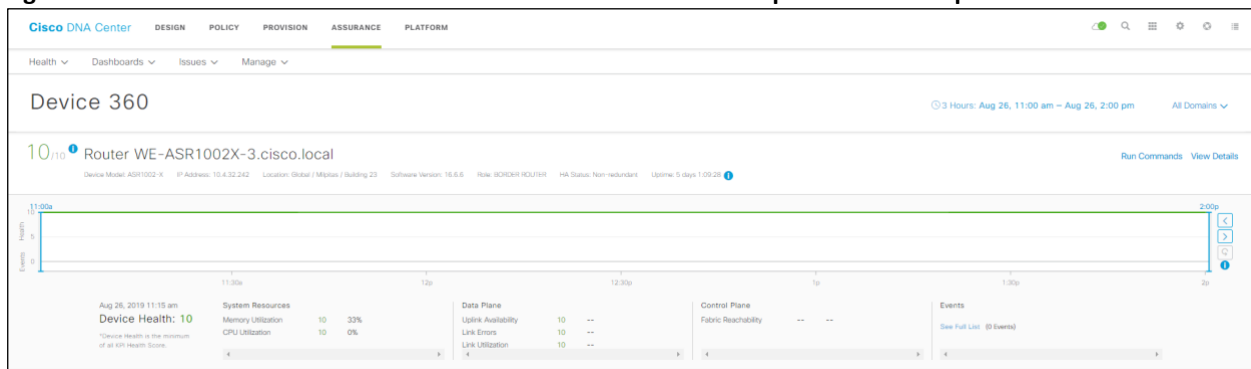 Cisco DNA Center DESIGN POLICY PROVISION ASSURANCE PLATFORM
Health Dashboards Issues Manage
Device 360
3 Hours: Aug 26, 11:00 am – Aug 26, 2:00 pm All Domains
10/10 Router WE-ASR1002X-3.cisco.local
Run Commands View Details
Device Model: ASR1002-X IP Address: 10.4.32.242 Location: Global / Milpitas / Building 23 Software Version: 16.6.6 Role: BORDER ROUTER HA Status: Non-redundant Uptime: 5 days 1:09:28
11:00a 2:00p
10
Health
5
Events
0
11:30a 12p 12:30p 1p 1:30p 2p
Aug 26, 2019 11:15 am
Device Health: 10
*Device Health is the minimum
of all KPI Health Score.
System Resources
Memory Utilization 10 33%
CPU Utilization 10 0%
Data Plane
Uplink Availability 10 --
Link Errors 10 --
Link Utilization 10 --
Control Plane
Fabric Reachability -- --
Events
See Full List (0 Events)